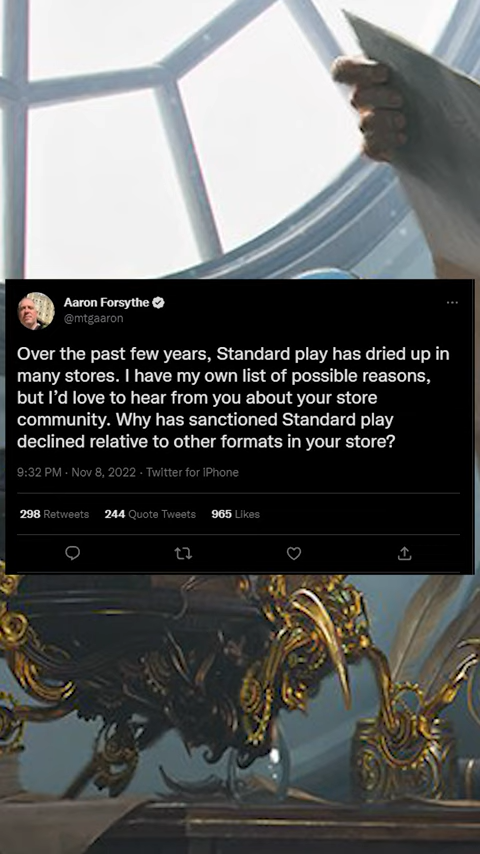 Aaron Forsythe
@mtgaaron
Over the past few years, Standard play has dried up in
many stores. I have my own list of possible reasons,
but I'd love to hear from you about your store
community. Why has sanctioned Standard play
declined relative to other formats in your store?
9:32 PM · Nov 8, 2022 · Twitter for iPhone
298 Retweets 244 Quote Tweets 965 Likes